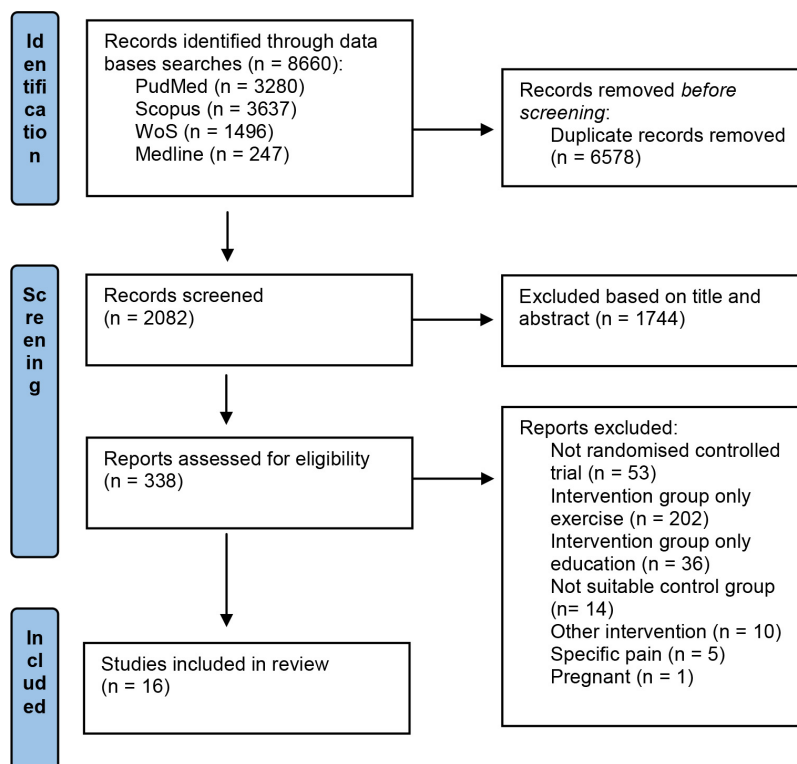 Id
en
tifi
ca
tio
n
Records identified through data
bases searches (n = 8660):
PudMed (n = 3280)
Scopus (n = 3637)
WoS (n = 1496)
Medline (n = 247)
Records removed before
screening:
Duplicate records removed
(n = 6578)
Sc
re
en
in
g
Records screened
(n = 2082)
Excluded based on title and
abstract (n = 1744)
Reports assessed for eligibility
(n = 338)
Reports excluded:
Not randomised controlled
trial (n = 53)
Intervention group only
exercise (n = 202)
Intervention group only
education (n = 36)
Not suitable control group
(n= 14)
Other intervention (n = 10)
Specific pain (n = 5)
Pregnant (n = 1)
In
cl
ud
ed
Studies included in review
(n = 16)